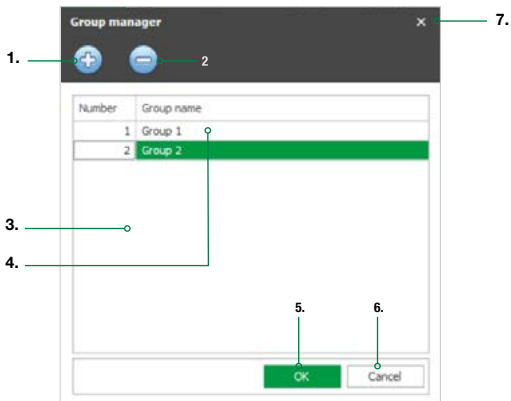 Group manager × 7.
1. 2
Number Group name
1 Group 1
2 Group 2
3.
4.
5. 6.
OK Cancel